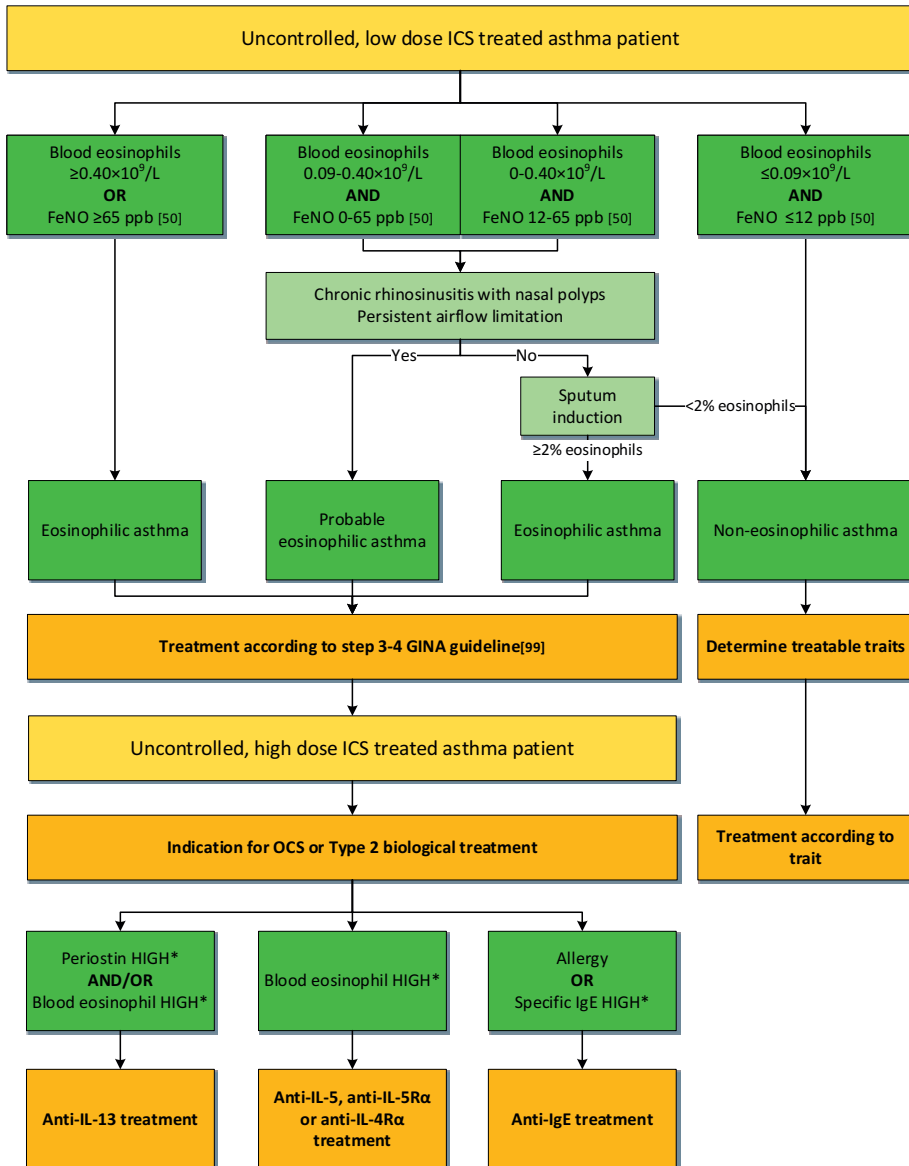 Uncontrolled, low dose ICS treated asthma patient
Blood eosinophils
≥0.40×10⁹/L
OR
FeNO ≥65 ppb [50]
Blood eosinophils
0.09-0.40×10⁹/L
AND
FeNO 0-65 ppb [50]
Blood eosinophils
0-0.40×10⁹/L
AND
FeNO 12-65 ppb [50]
Blood eosinophils
≤0.09×10⁹/L
AND
FeNO ≤12 ppb [50]
Chronic rhinosinusitis with nasal polyps
Persistent airflow limitation
Yes
No
Sputum
induction
<2% eosinophils
≥2% eosinophils
Eosinophilic asthma
Probable
eosinophilic asthma
Eosinophilic asthma
Non-eosinophilic asthma
Treatment according to step 3-4 GINA guideline[99]
Determine treatable traits
Uncontrolled, high dose ICS treated asthma patient
Indication for OCS or Type 2 biological treatment
Treatment according to
trait
Periostin HIGH*
AND/OR
Blood eosinophil HIGH*
Blood eosinophil HIGH*
Allergy
OR
Specific IgE HIGH*
Anti-IL-13 treatment
Anti-IL-5, anti-IL-5Rα
or anti-IL-4Rα
treatment
Anti-IgE treatment